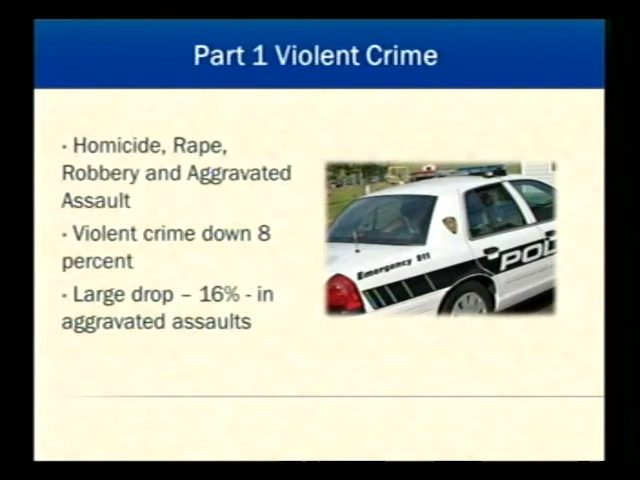 Part 1 Violent Crime
• Homicide, Rape,
Robbery and Aggravated
Assault
• Violent crime down 8
percent
• Large drop – 16% - in
aggravated assaults
Emergency 911
POL